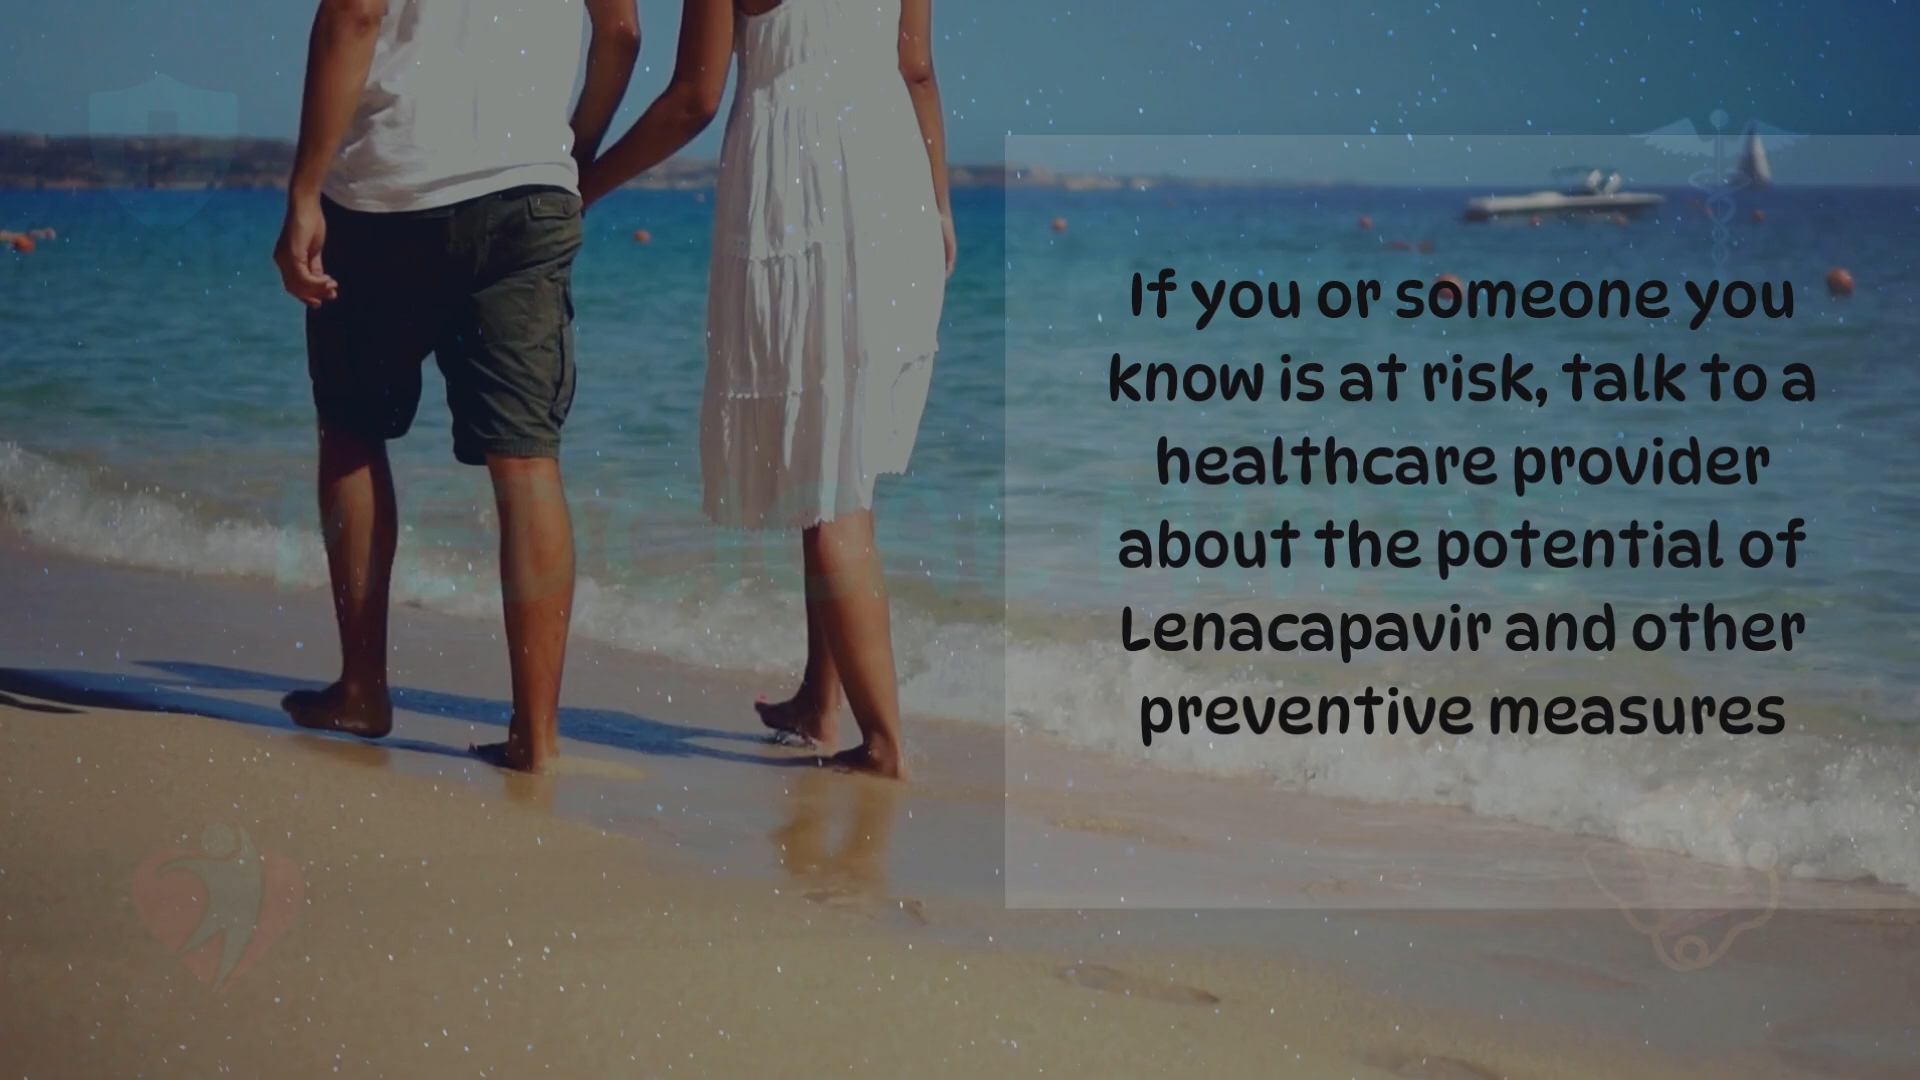 If you or someone you
know is at risk, talk to a
healthcare provider
about the potential of
Lenacapavir and other
preventive measures